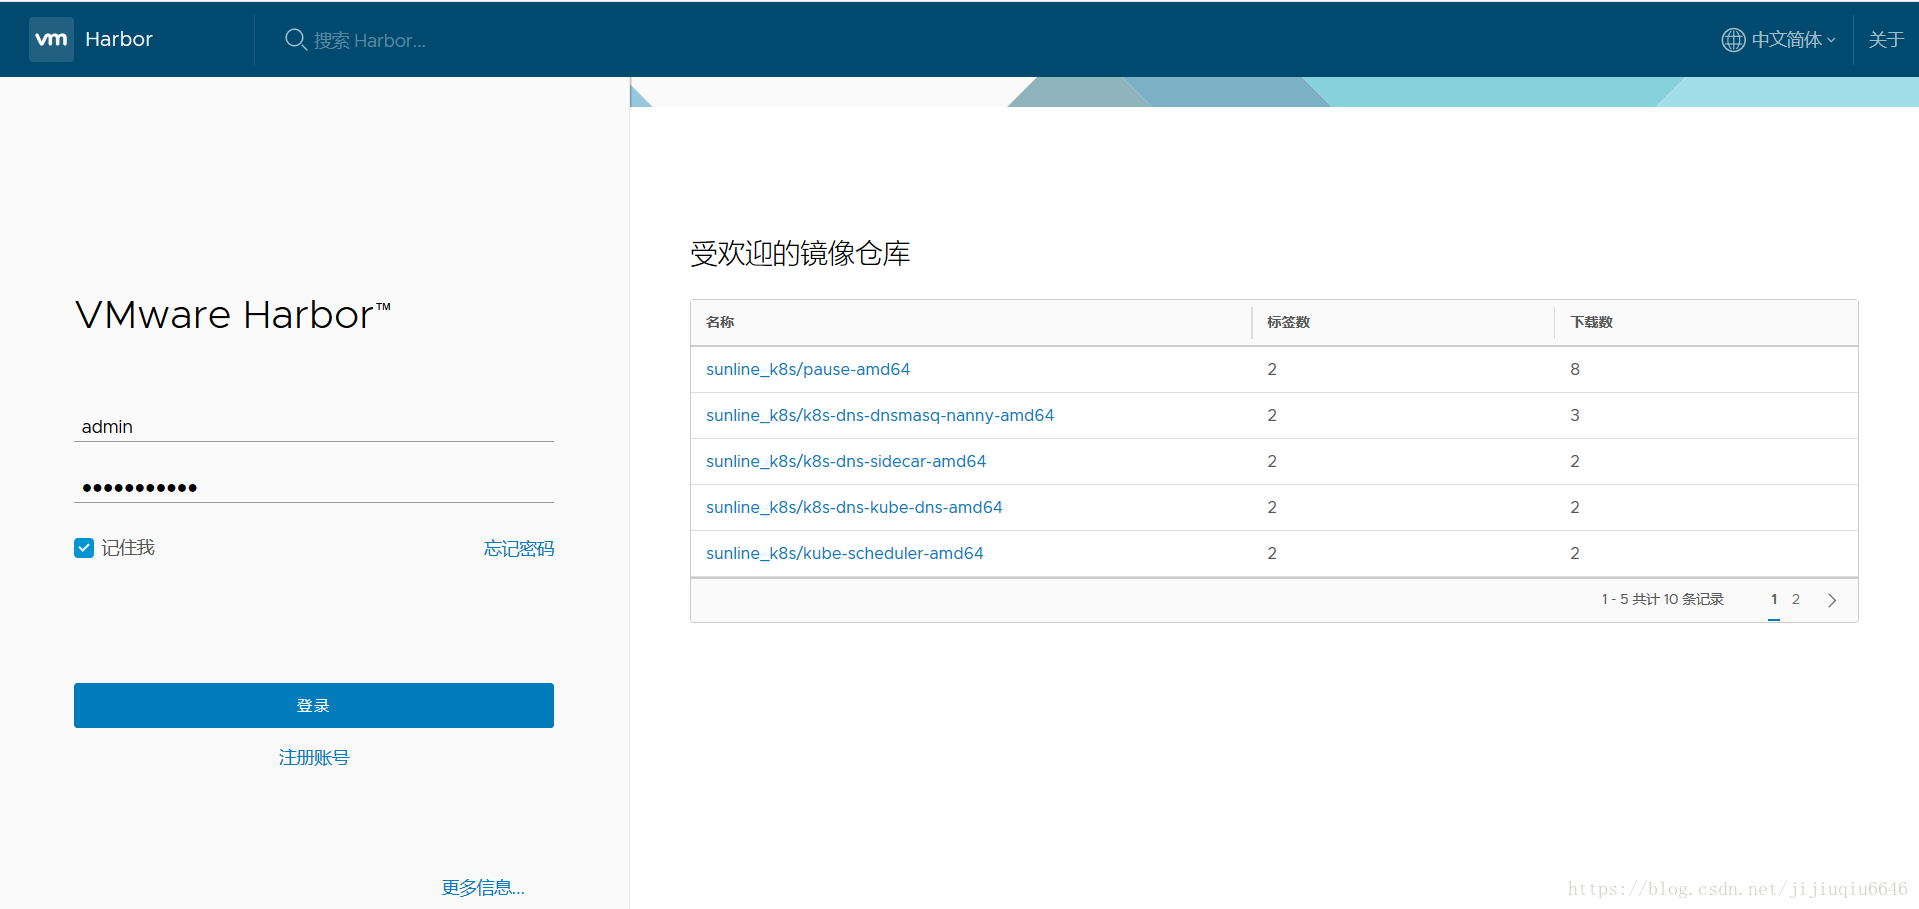 vm Harbor 搜索 Harbor... 中文简体 关于
VMware Harbor™
admin
•••••••••••
记住我 忘记密码
登录
注册账号
更多信息...
受欢迎的镜像仓库
名称 标签数 下载数
sunline_k8s/pause-amd64 2 8
sunline_k8s/k8s-dns-dnsmasq-nanny-amd64 2 3
sunline_k8s/k8s-dns-sidecar-amd64 2 2
sunline_k8s/k8s-dns-kube-dns-amd64 2 2
sunline_k8s/kube-scheduler-amd64 2 2
1 - 5 共计 10 条记录 1 2
https://blog.csdn.net/jijiuqiu6646